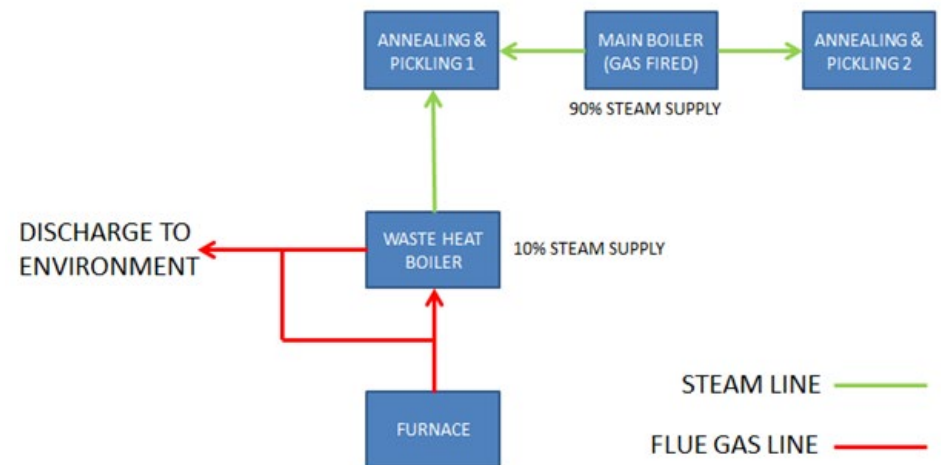 ANNEALING &
PICKLING 1
MAIN BOILER
(GAS FIRED)
ANNEALING &
PICKLING 2
90% STEAM SUPPLY
DISCHARGE TO
ENVIRONMENT
WASTE HEAT
BOILER
10% STEAM SUPPLY
STEAM LINE
FURNACE
FLUE GAS LINE